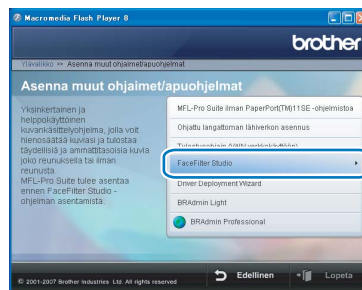 Macromedia Flash Player 8
brother
Ylävalikko >> Asenna muut ohjaimet/apuohjelmat
Asenna muut ohjaimet/apuohjelmat
Yksinkertainen ja
helppokäyttöinen
kuvankäsittelyohjelma, jolla voit
hienosäätää kuviasi ja tulostaa
täydellisiä ja ammattitasoisia kuvia
joko reunuksella tai ilman
reunusta.
MFL-Pro Suite tulee asentaa
ennen FaceFilter Studio -
ohjelman asentamista.
MFL-Pro Suite ilman PaperPort(TM)11SE -ohjelmistoa
Ohjattu langattoman lähiverkon asennus
FaceFilter Studio
Driver Deployment Wizard
BRAdmin Light
BRAdmin Professional
© 2001-2007 Brother Industries Ltd. All rights reserved
Edellinen
Lopeta